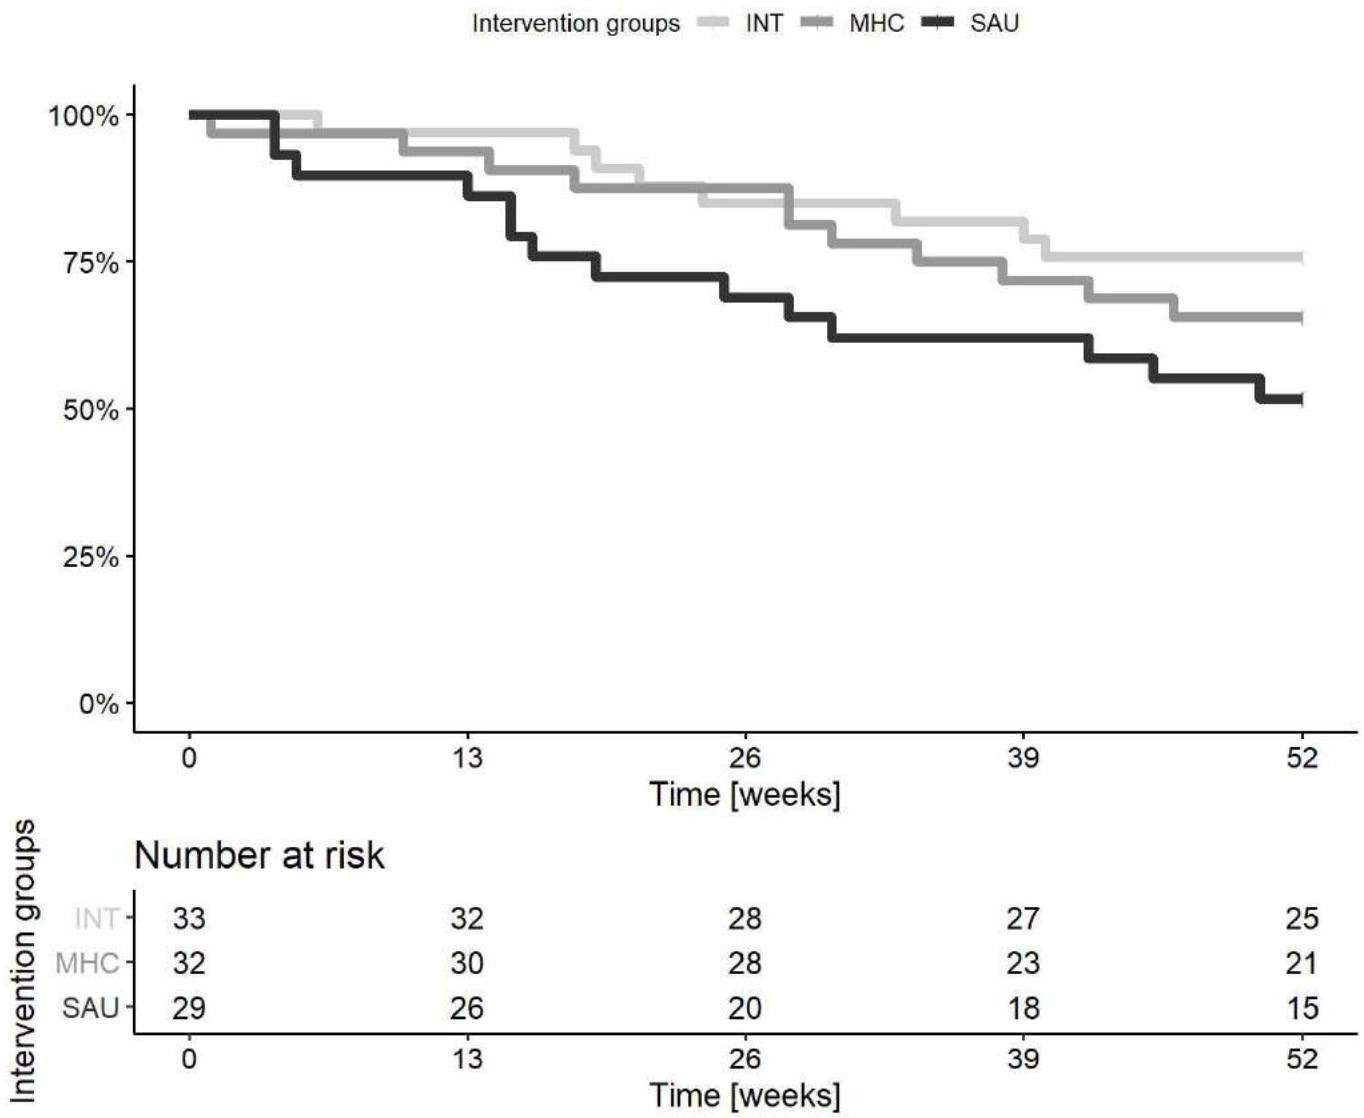 Intervention groups INT MHC SAU
100%
75%
50%
25%
0%
0 13 26 39 52
Time [weeks]
Number at risk
Intervention groups
INT 33 32 28 27 25
MHC 32 30 28 23 21
SAU 29 26 20 18 15
0 13 26 39 52
Time [weeks]